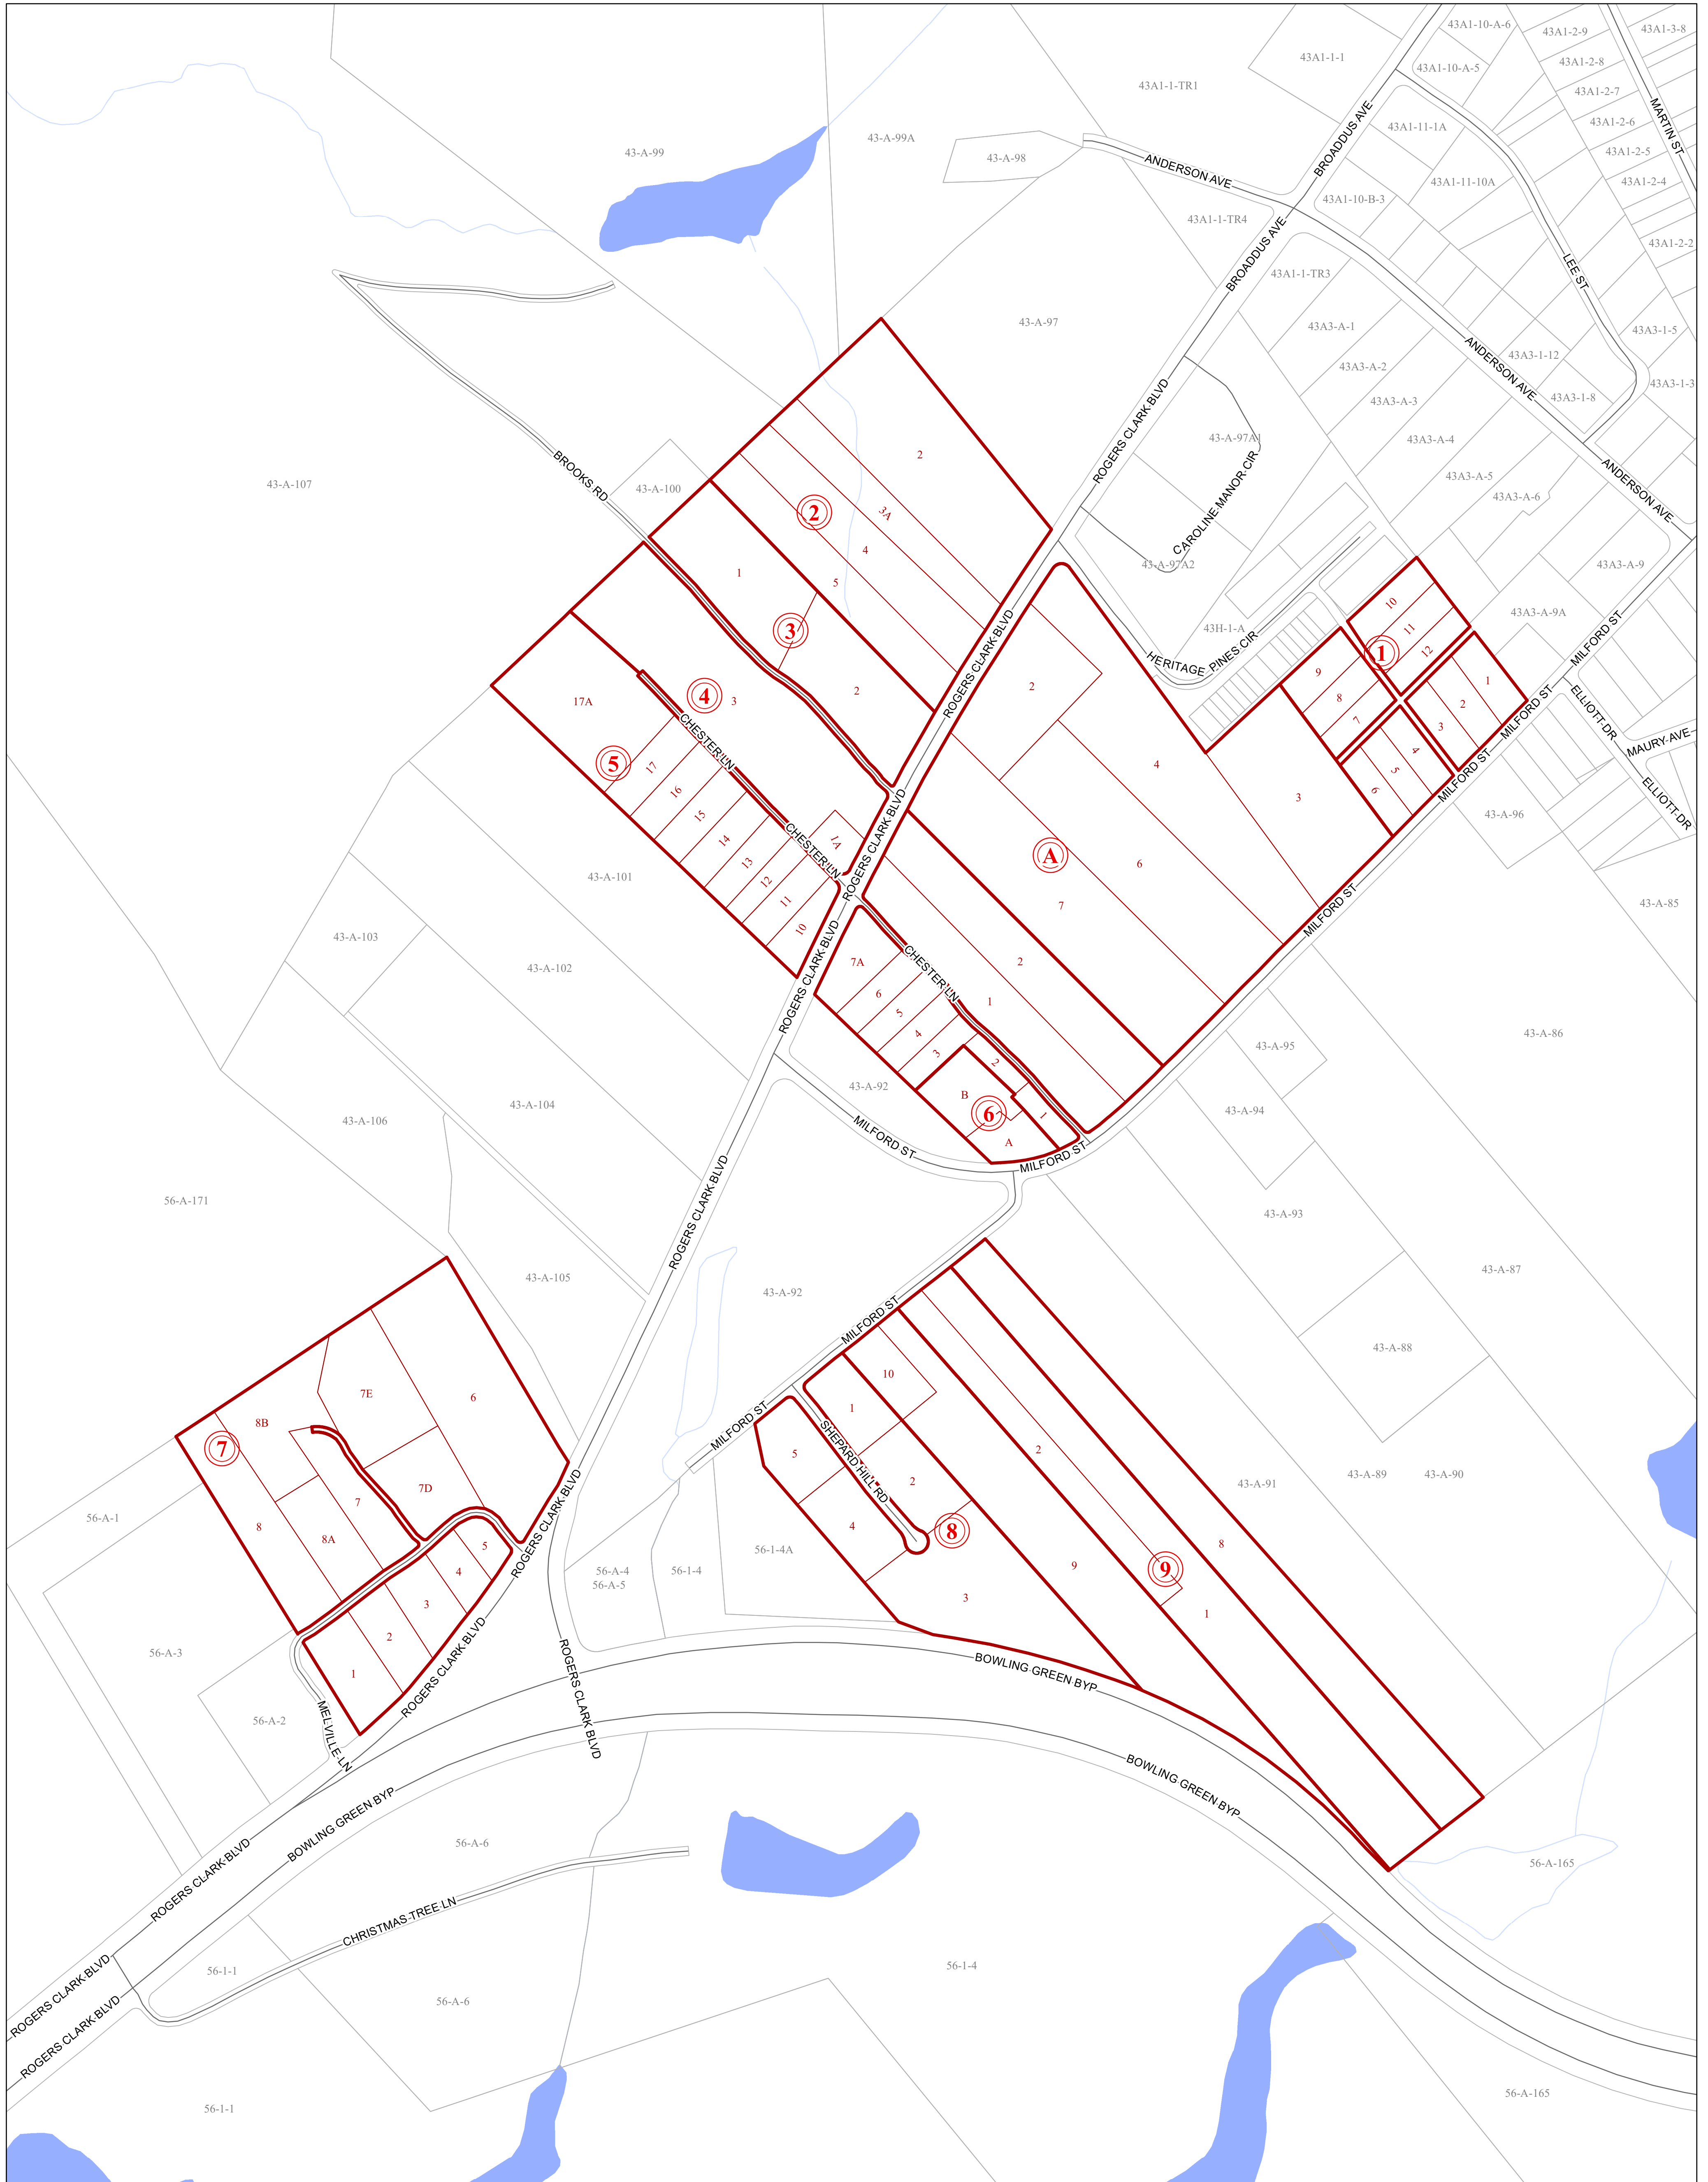 43A1-10-A-6
43A1-2-9
43A1-3-8
43A1-1-1
43A1-2-8
43A1-10-A-5
43A1-1-TR1
43A1-2-7
BROADDUS AVE
MARTIN ST
43A1-11-1A
43A1-2-6
43-A-99
43-A-99A
43-A-98
ANDERSON AVE
43A1-2-5
43A1-11-10A
43A1-2-4
43A1-10-B-3
43A1-1-TR4
43A1-2-2
BROADDUS AVE
LEE ST
43A1-1-TR3
43-A-97
43A3-A-1
43A3-1-5
ANDERSON AVE
43A3-1-12
43A3-A-2
43A3-1-3
43A3-1-8
43A3-A-3
ROGERS CLARK BLVD
43-A-97A
43A3-A-4
2
BROOKS RD
43A3-A-5
ANDERSON AVE
43-A-107
43-A-100
43A3-A-6
CAROLINE MANOR CIR
2
3A
4
43-A-97A2
43A3-A-9
1
5
10
43A3-A-9A
3
43H-1-A
11
HERITAGE PINES CIR
1
12
MILFORD ST
ROGERS CLARK BLVD
9
1
2
2
4
3
17A
8
2
ELLIOTT DR
MILFORD ST
7
3
CHESTER LN
MAURY AVE
5
17
4
4
MILFORD ST
5
16
3
6
ELLIOTT DR
15
43-A-96
14
1A
ROGERS CLARK BLVD
CHESTER LN
A
13
6
12
43-A-101
11
7
MILFORD ST
43-A-85
10
43-A-103
ROGERS CLARK BLVD
7A
CHESTER LN
2
43-A-102
6
1
5
43-A-86
4
43-A-95
3
2
43-A-92
B
43-A-104
6
1
43-A-94
43-A-106
MILFORD ST
A
MILFORD ST
56-A-171
ROGERS CLARK BLVD
43-A-93
43-A-105
43-A-87
43-A-92
MILFORD ST
43-A-88
7E
6
10
1
8B
MILFORD ST
SHEPARD HILL RD
7
5
2
43-A-91
43-A-89
43-A-90
7D
2
7
56-A-1
8
8A
ROGERS CLARK BLVD
4
8
8
5
56-1-4A
9
56-A-4
56-A-5
56-1-4
9
4
3
3
1
2
56-A-3
ROGERS CLARK BLVD
1
ROGERS CLARK BLVD
BOWLING GREEN BYP
56-A-2
MELVILLE LN
BOWLING GREEN BYP
BOWLING GREEN BYP
56-A-6
ROGERS CLARK BLVD
56-A-165
CHRISTMAS TREE LN
56-1-1
56-1-4
ROGERS CLARK BLVD
56-A-6
ROGERS CLARK BLVD
56-1-1
56-A-165